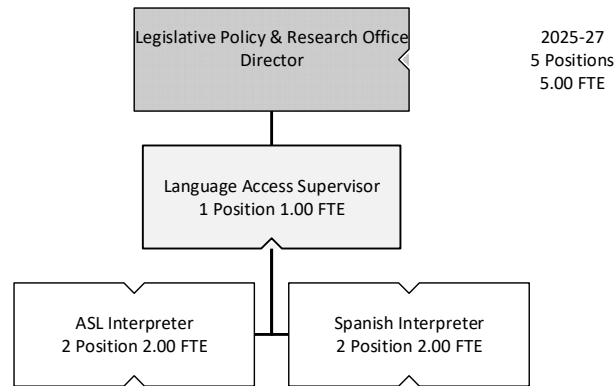 Legislative Policy & Research Office
Director
2025-27
5 Positions
5.00 FTE
Language Access Supervisor
1 Position 1.00 FTE
ASL Interpreter
2 Position 2.00 FTE
Spanish Interpreter
2 Position 2.00 FTE